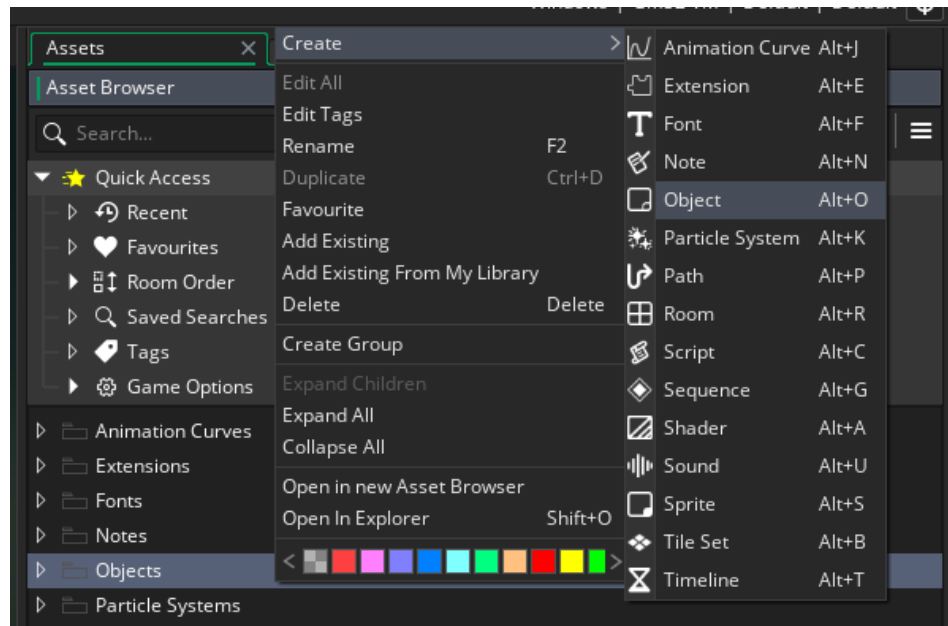 Assets
Asset Browser
Search...
Quick Access
Recent
Favourites
Room Order
Saved Searches
Tags
Game Options
Animation Curves
Extensions
Fonts
Notes
Objects
Particle Systems
Create
Edit All
Edit Tags
Rename F2
Duplicate Ctrl+D
Favourite
Add Existing
Add Existing From My Library
Delete Delete
Create Group
Expand Children
Expand All
Collapse All
Open in new Asset Browser
Open In Explorer Shift+O
Animation Curve Alt+J
Extension Alt+E
Font Alt+F
Note Alt+N
Object Alt+O
Particle System Alt+K
Path Alt+P
Room Alt+R
Script Alt+C
Sequence Alt+G
Shader Alt+A
Sound Alt+U
Sprite Alt+S
Tile Set Alt+B
Timeline Alt+T